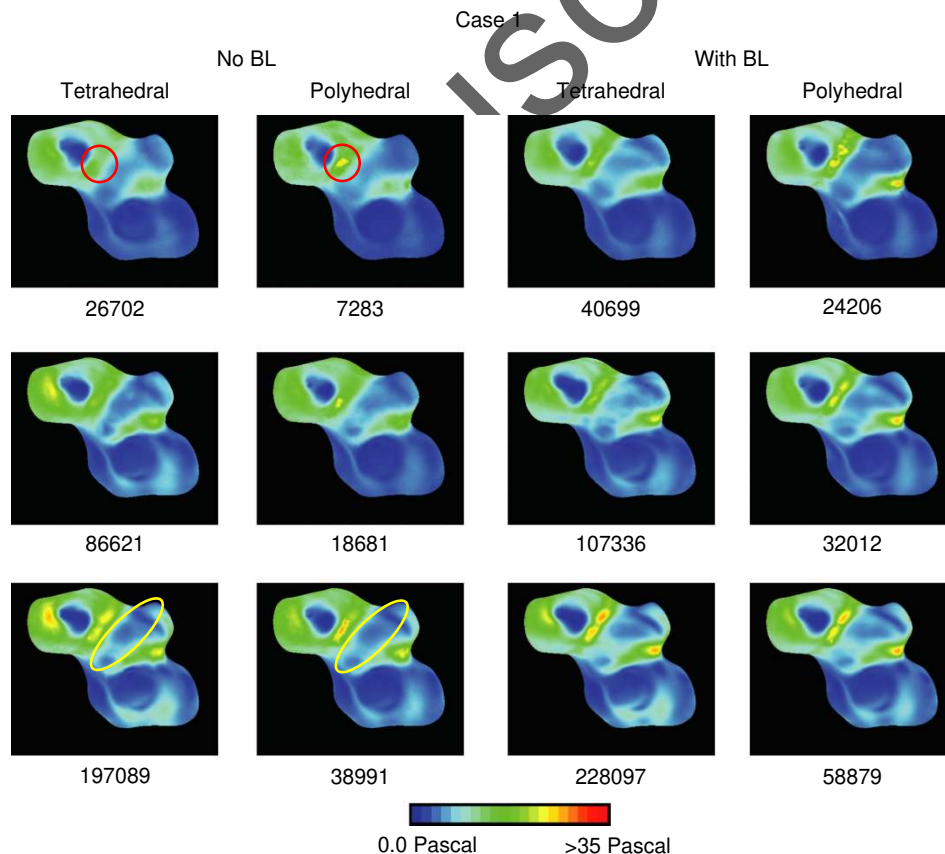 Case 1
No BL With BL
Tetrahedral Polyhedral Tetrahedral Polyhedral
26702 7283 40699 24206
86621 18681 107336 32012
197089 38991 228097 58879
0.0 Pascal >35 Pascal